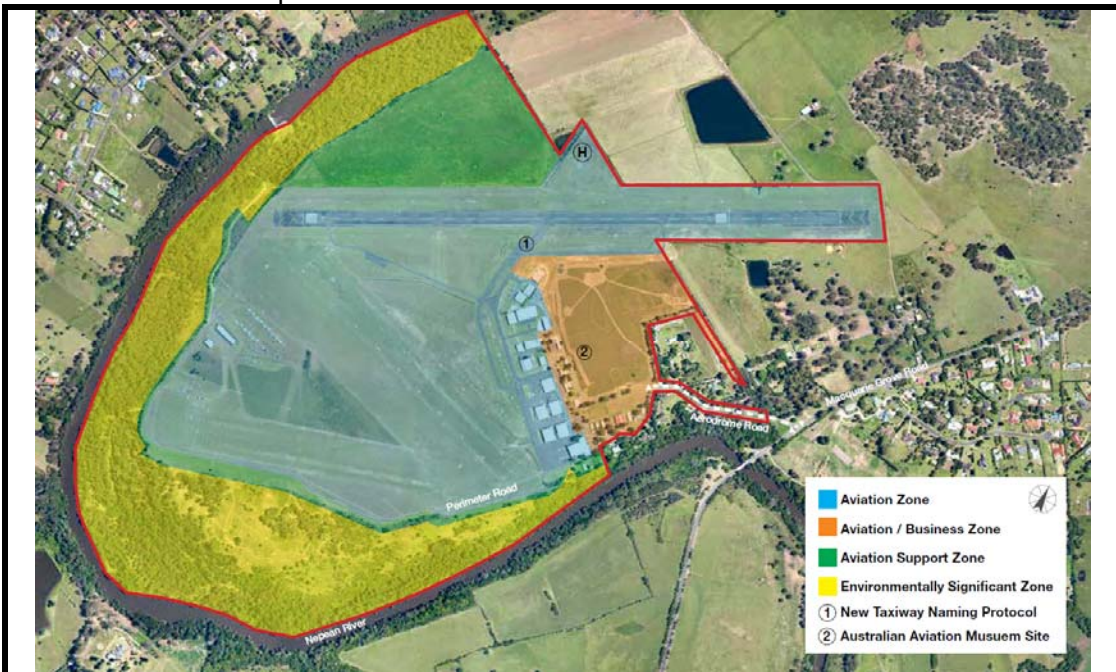 H
1
2
Macquarie Grove Road
Aerodrome Road
Perimeter Road
Nepean River
Aviation Zone
Aviation / Business Zone
Aviation Support Zone
Environmentally Significant Zone
1 New Taxiway Naming Protocol
2 Australian Aviation Musuem Site